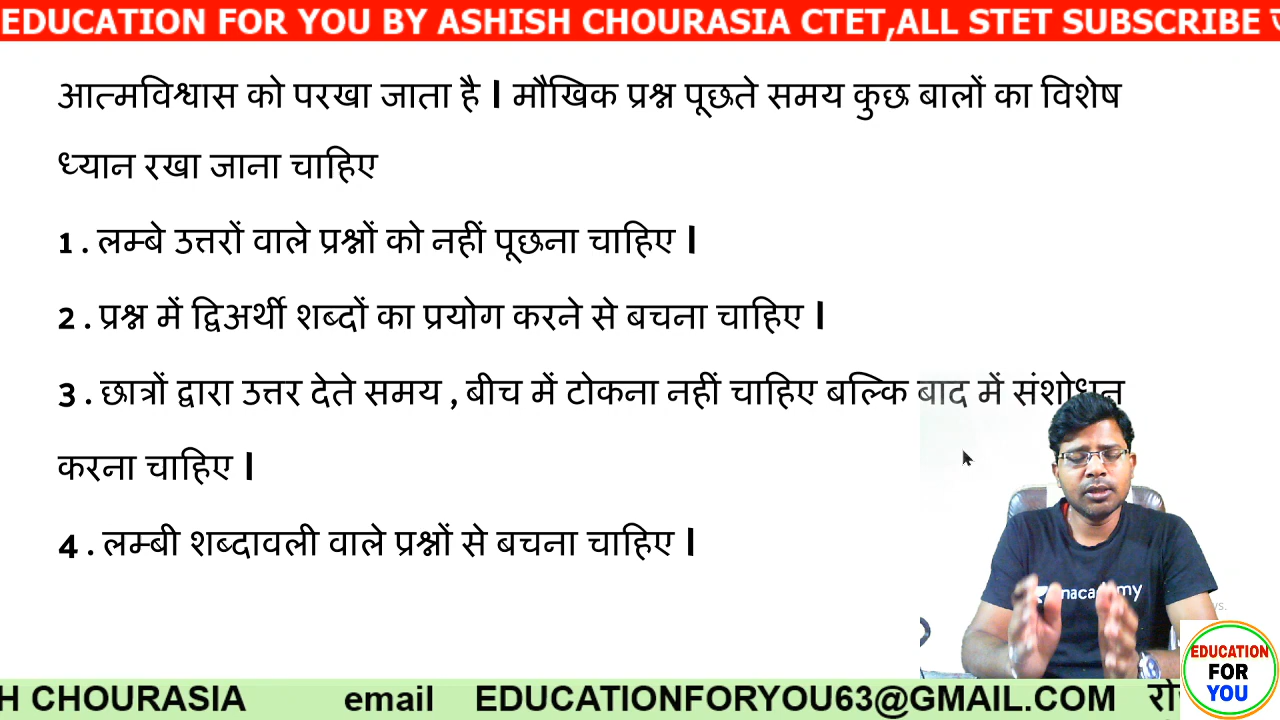 EDUCATION FOR YOU BY ASHISH CHOURASIA CTET,ALL STET SUBSCRIBE
आत्मविश्वास को परखा जाता है । मौखिक प्रश्न पूछते समय कुछ बालों का विशेष
ध्यान रखा जाना चाहिए
1 . लम्बे उत्तरों वाले प्रश्नों को नहीं पूछना चाहिए ।
2 . प्रश्न में द्विअर्थी शब्दों का प्रयोग करने से बचना चाहिए ।
3 . छात्रों द्वारा उत्तर देते समय , बीच में टोकना नहीं चाहिए बल्कि बाद में संशोधन
करना चाहिए ।
4 . लम्बी शब्दावली वाले प्रश्नों से बचना चाहिए ।
nacademy
EDUCATION
FOR
YOU
H CHOURASIA email EDUCATIONFORYOU63@GMAIL.COM